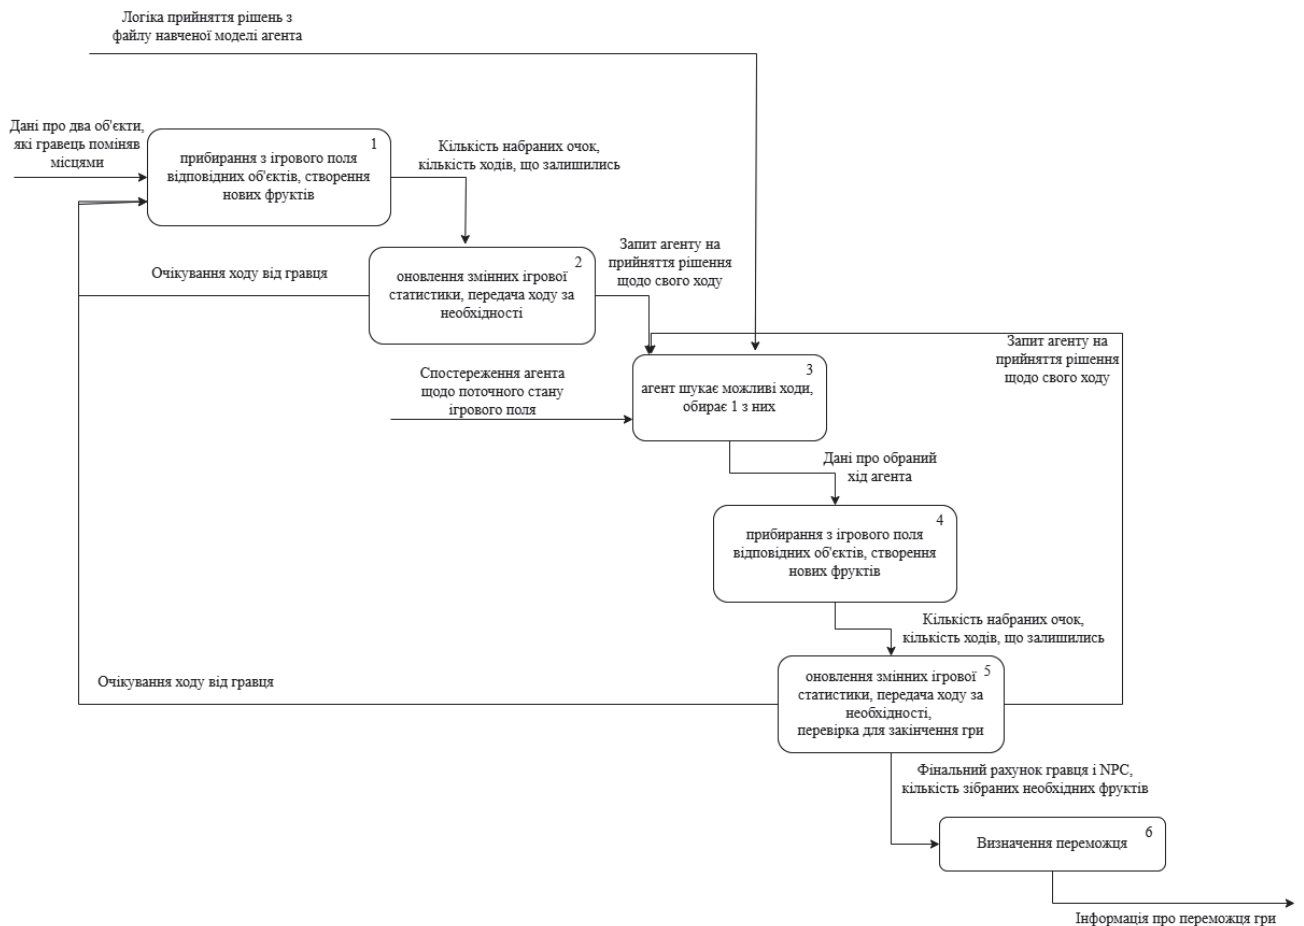 Логіка прийняття рішень з
файлу навченої моделі агента
Дані про два об'єкти,
які гравець поміняв
місцями
1
прибирання з ігрового поля
відповідних об'єктів, створення
нових фруктів
Кількість набраних очок,
кількість ходів, що залишились
Очікування ходу від гравця
2
оновлення змінних ігрової
статистики, передача ходу за
необхідності
Запит агенту на
прийняття рішення
щодо свого ходу
Запит агенту на
прийняття рішення
щодо свого ходу
Спостереження агента
щодо поточного стану
ігрового поля
3
агент шукає можливі ходи,
обирає 1 з них
Дані про обраний
хід агента
4
прибирання з ігрового поля
відповідних об'єктів, створення
нових фруктів
Кількість набраних очок,
кількість ходів, що залишились
Очікування ходу від гравця
5
оновлення змінних ігрової
статистики, передача ходу за
необхідності,
перевірка для закінчення гри
Фінальний рахунок гравця і NPC,
кількість зібраних необхідних фруктів
6
Визначення переможця
Інформація про переможця гри